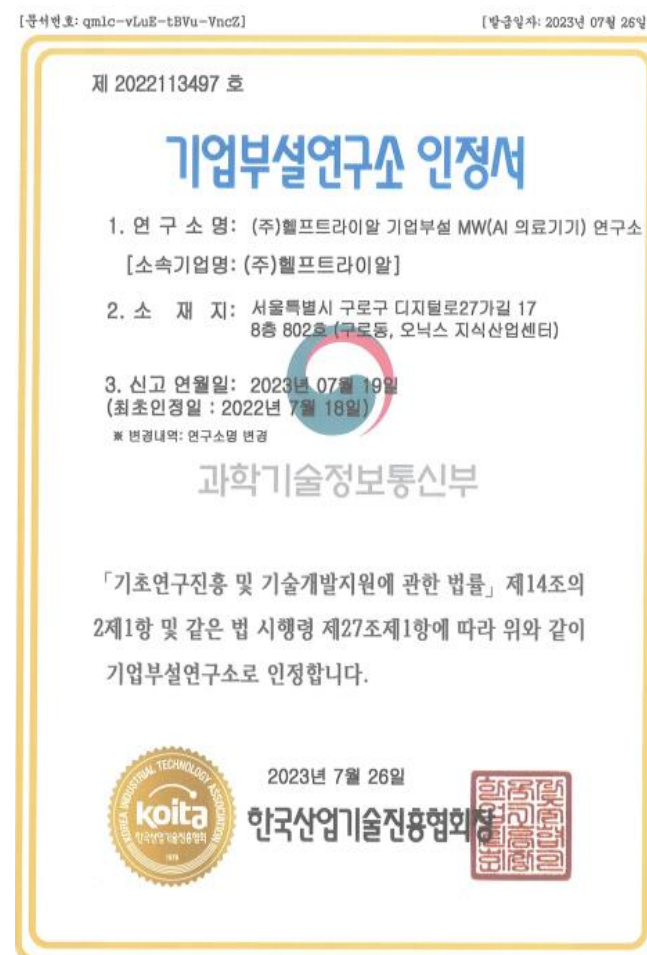 [문서번호: qmlc-vLuE-tBVu-VncZ]
[발급일자: 2023년 07월 26일
제 2022113497 호
기업부설연구소 인정서
1. 연 구 소 명: (주)헬프트라이알 기업부설 MW(AI 의료기기) 연구소
[소속기업명: (주)헬프트라이알]
2. 소 재 지: 서울특별시 구로구 디지털로27가길 17
8층 802호 (구로동, 오닉스 지식산업센터)
3. 신고 연월일: 2023년 07월 19일
(최초인정일 : 2022년 7월 18일)
※ 변경내역: 연구소명 변경
과학기술정보통신부
「기초연구진흥 및 기술개발지원에 관한 법률」 제14조의
2제1항 및 같은 법 시행령 제27조제1항에 따라 위와 같이
기업부설연구소로 인정합니다.
2023년 7월 26일
KOREA INDUSTRIAL TECHNOLOGY ASSOCIATION
koita
한국산업기술진흥협회
1979
한국산업기술진흥협회장